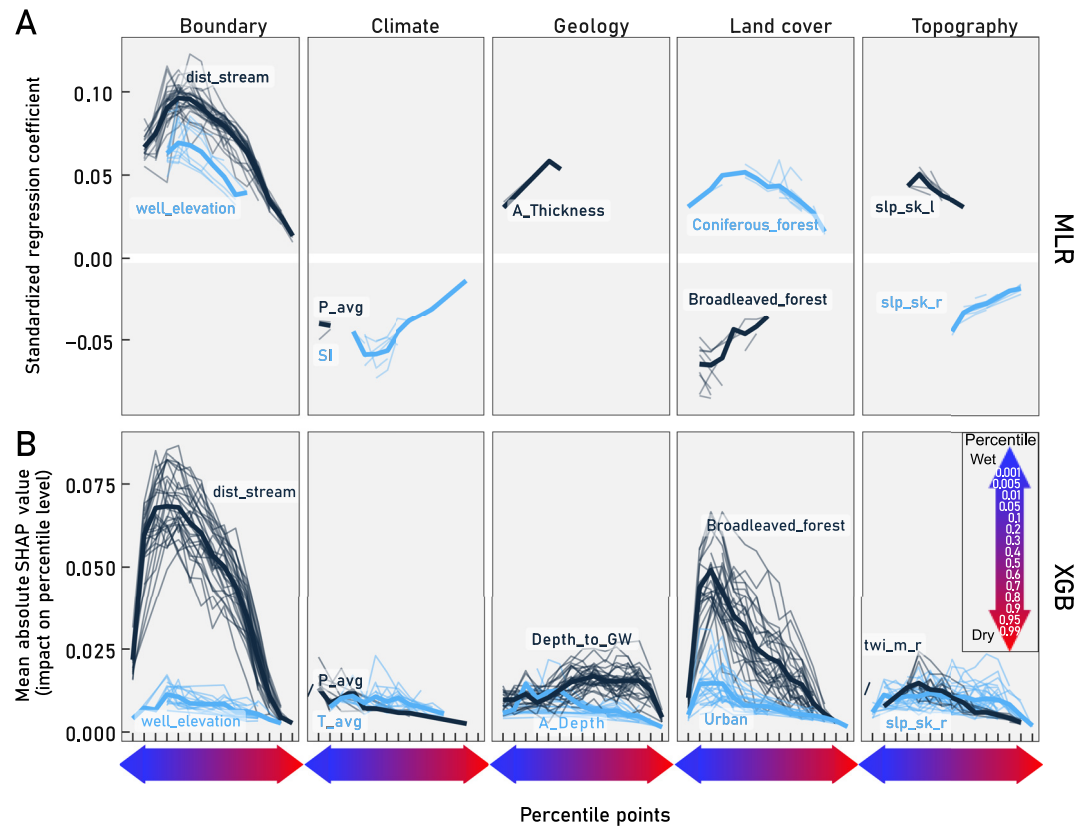 A
Boundary
Climate
Geology
Land cover
Topography
Standardized regression coefficient
0.10
0.05
0.00
−0.05
dist_stream
well_elevation
P_avg
SI
A_Thickness
Coniferous_forest
Broadleaved_forest
slp_sk_l
slp_sk_r
MLR
B
Mean absolute SHAP value
(impact on percentile level)
0.075
0.050
0.025
0.000
dist_stream
well_elevation
P_avg
T_avg
Depth_to_GW
A_Depth
Broadleaved_forest
Urban
twi_m_r
slp_sk_r
Percentile
Wet
0.001
0.005
0.01
0.05
0.1
0.2
0.3
0.4
0.5
0.6
0.7
0.8
0.9
0.95
0.99
Dry
XGB
Percentile points